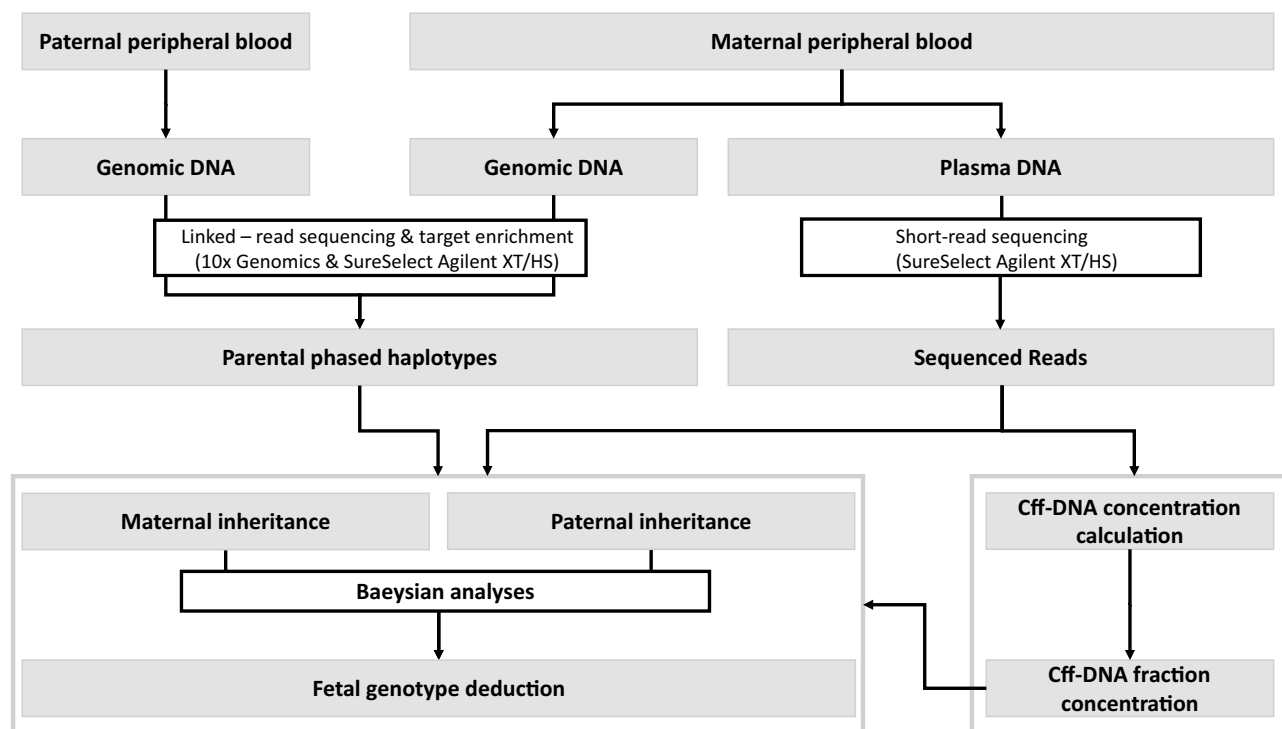 Paternal peripheral blood
Maternal peripheral blood
Genomic DNA
Genomic DNA
Plasma DNA
Linked – read sequencing & target enrichment
(10x Genomics & SureSelect Agilent XT/HS)
Short-read sequencing
(SureSelect Agilent XT/HS)
Parental phased haplotypes
Sequenced Reads
Maternal inheritance
Paternal inheritance
Cff-DNA concentration
calculation
Baeysian analyses
Fetal genotype deduction
Cff-DNA fraction
concentration